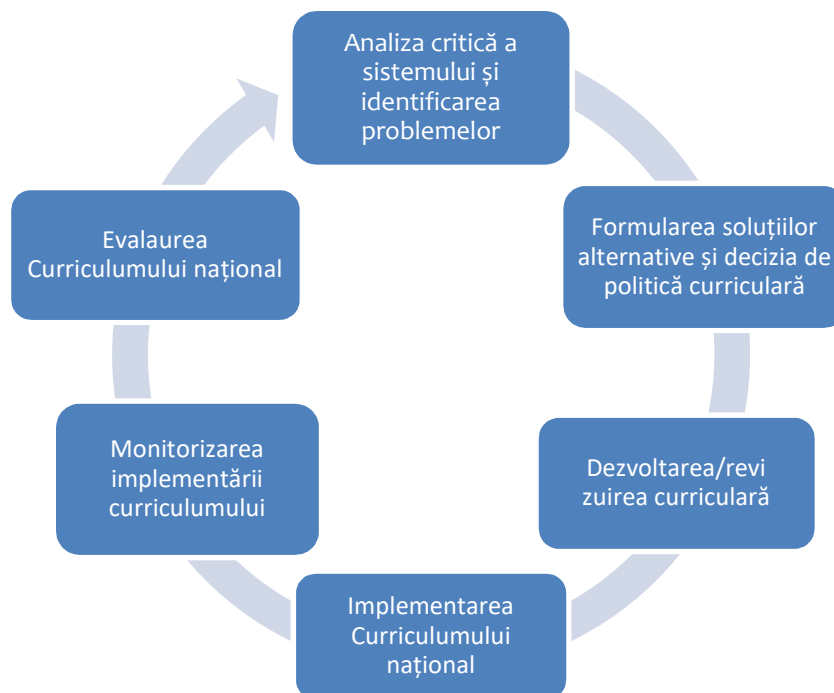 Analiza critică a
sistemului și
identificarea
problemelor
Formularea soluțiilor
alternative și decizia de
politică curriculară
Dezvoltarea/revi
zuirea curriculară
Implementarea
Curriculumului
național
Monitorizarea
implementării
curriculumului
Evalaurea
Curriculumului național